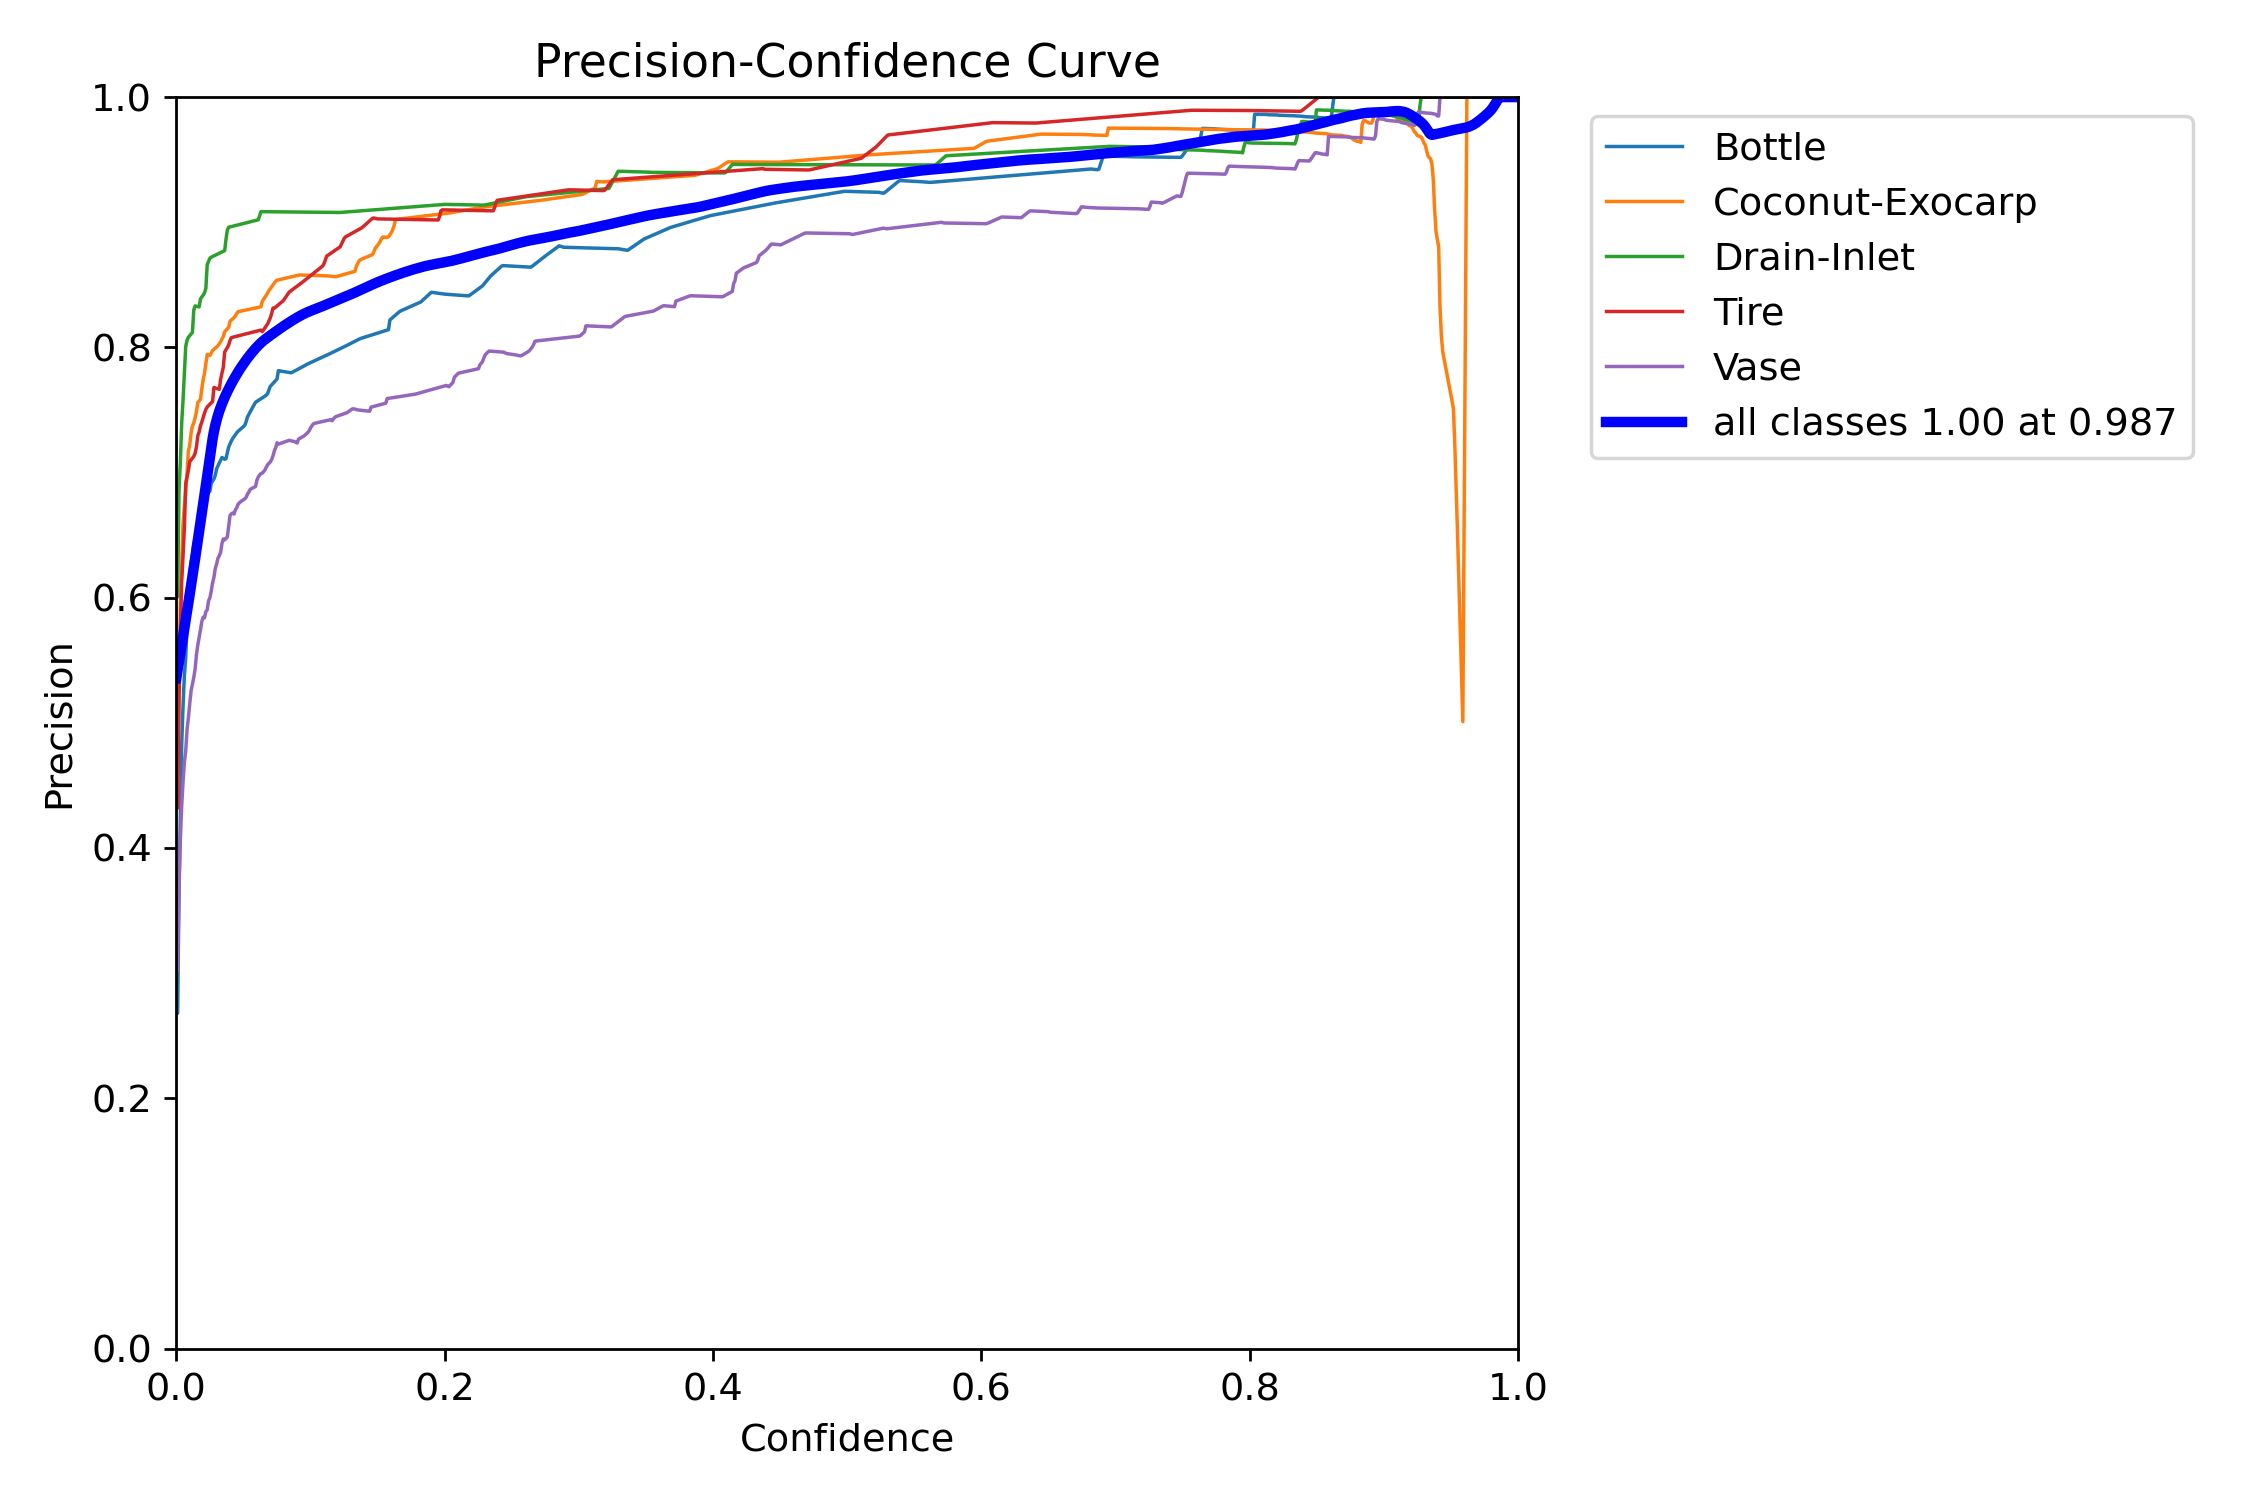 Precision-Confidence Curve
1.0
0.8
0.6
0.4
0.2
0.0
Precision
0.0 0.2 0.4 0.6 0.8 1.0
Confidence
Bottle
Coconut-Exocarp
Drain-Inlet
Tire
Vase
all classes 1.00 at 0.987